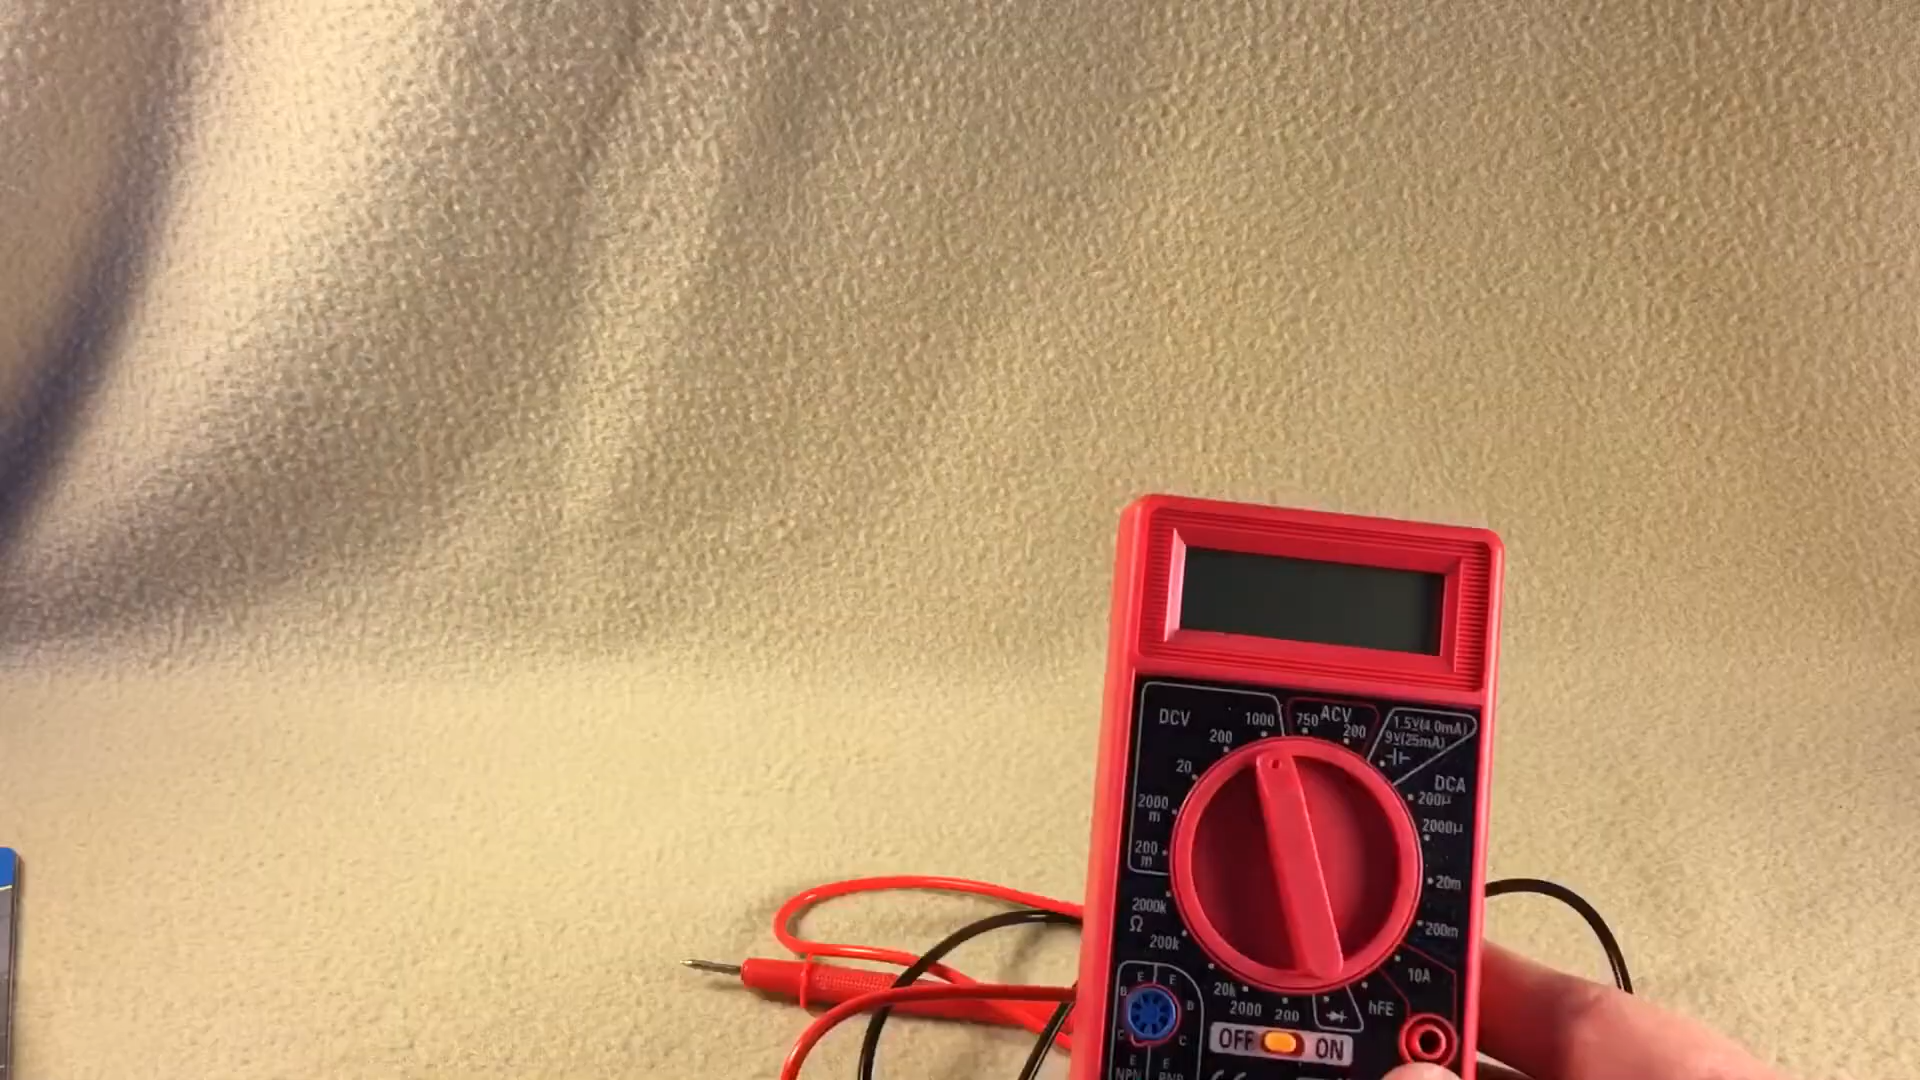 DCV
1000
750
ACV
200
1.5V(4.0mA)
9V(25mA)
200
20
2000
m
200
m
DCA
200µ
2000µ
20m
200m
10A
2000k
Ω
200k
20k
2000
200
hFE
E
E
B
B
C
C
E
E
NPN
PNP
OFF
ON